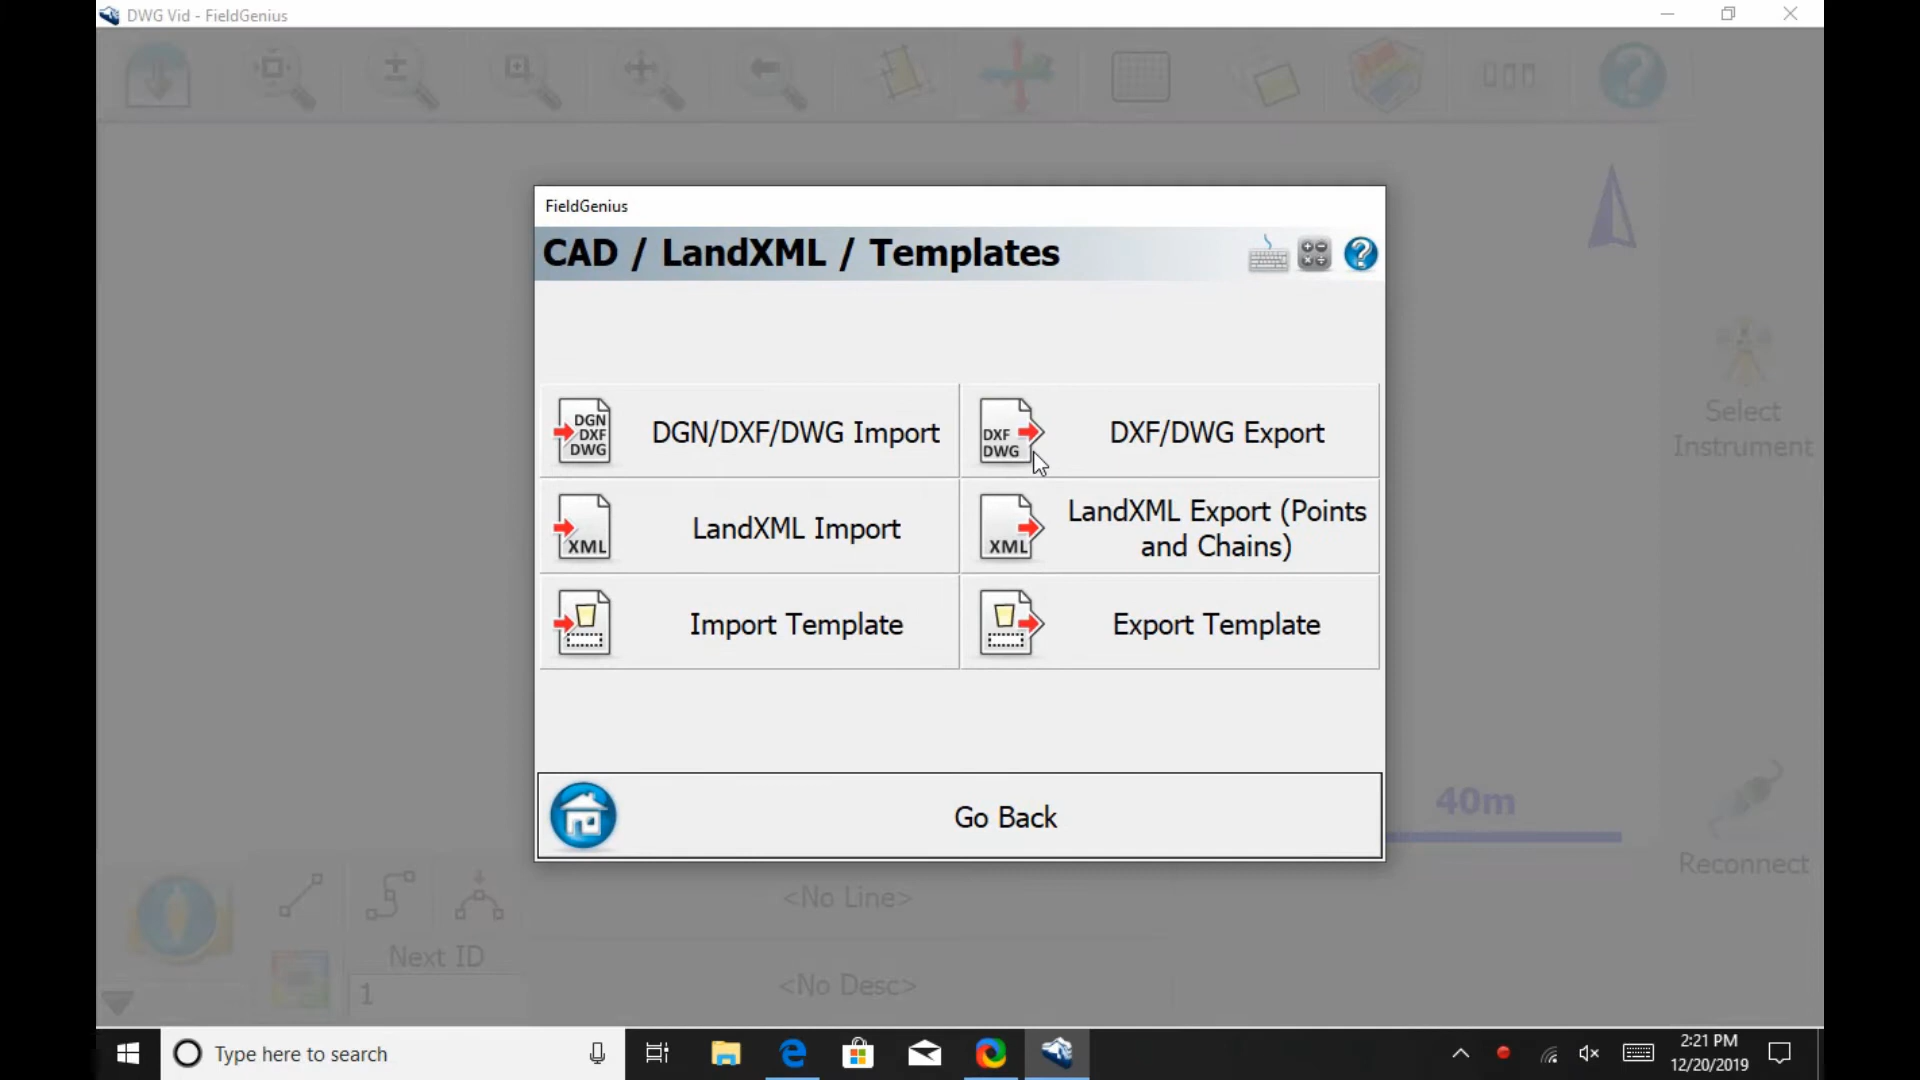 DWG Vid - FieldGenius
FieldGenius
CAD / LandXML / Templates
DGN
DXF
DWG
DGN/DXF/DWG Import
DXF
DWG
DXF/DWG Export
XML
LandXML Import
XML
LandXML Export (Points
and Chains)
Import Template
Export Template
Go Back
Select
Instrument
40m
Reconnect
<No Line>
Next ID
1
<No Desc>
Type here to search
2:21 PM
12/20/2019